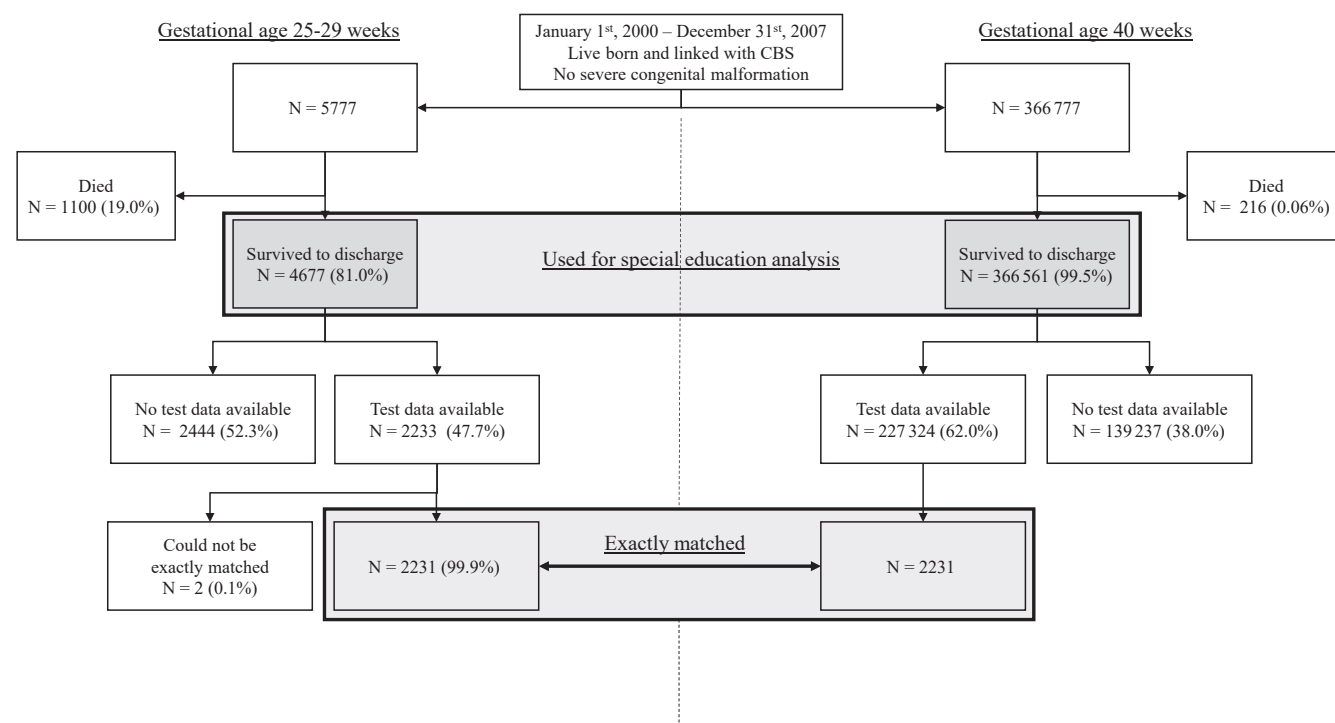 Gestational age 25-29 weeks
January 1st, 2000 – December 31st, 2007
Live born and linked with CBS
No severe congenital malformation
Gestational age 40 weeks
N = 5777
N = 366 777
Died
N = 1100 (19.0%)
Died
N = 216 (0.06%)
Survived to discharge
N = 4677 (81.0%)
Used for special education analysis
Survived to discharge
N = 366 561 (99.5%)
No test data available
N = 2444 (52.3%)
Test data available
N = 2233 (47.7%)
Test data available
N = 227 324 (62.0%)
No test data available
N = 139 237 (38.0%)
Could not be
exactly matched
N = 2 (0.1%)
N = 2231 (99.9%)
Exactly matched
N = 2231